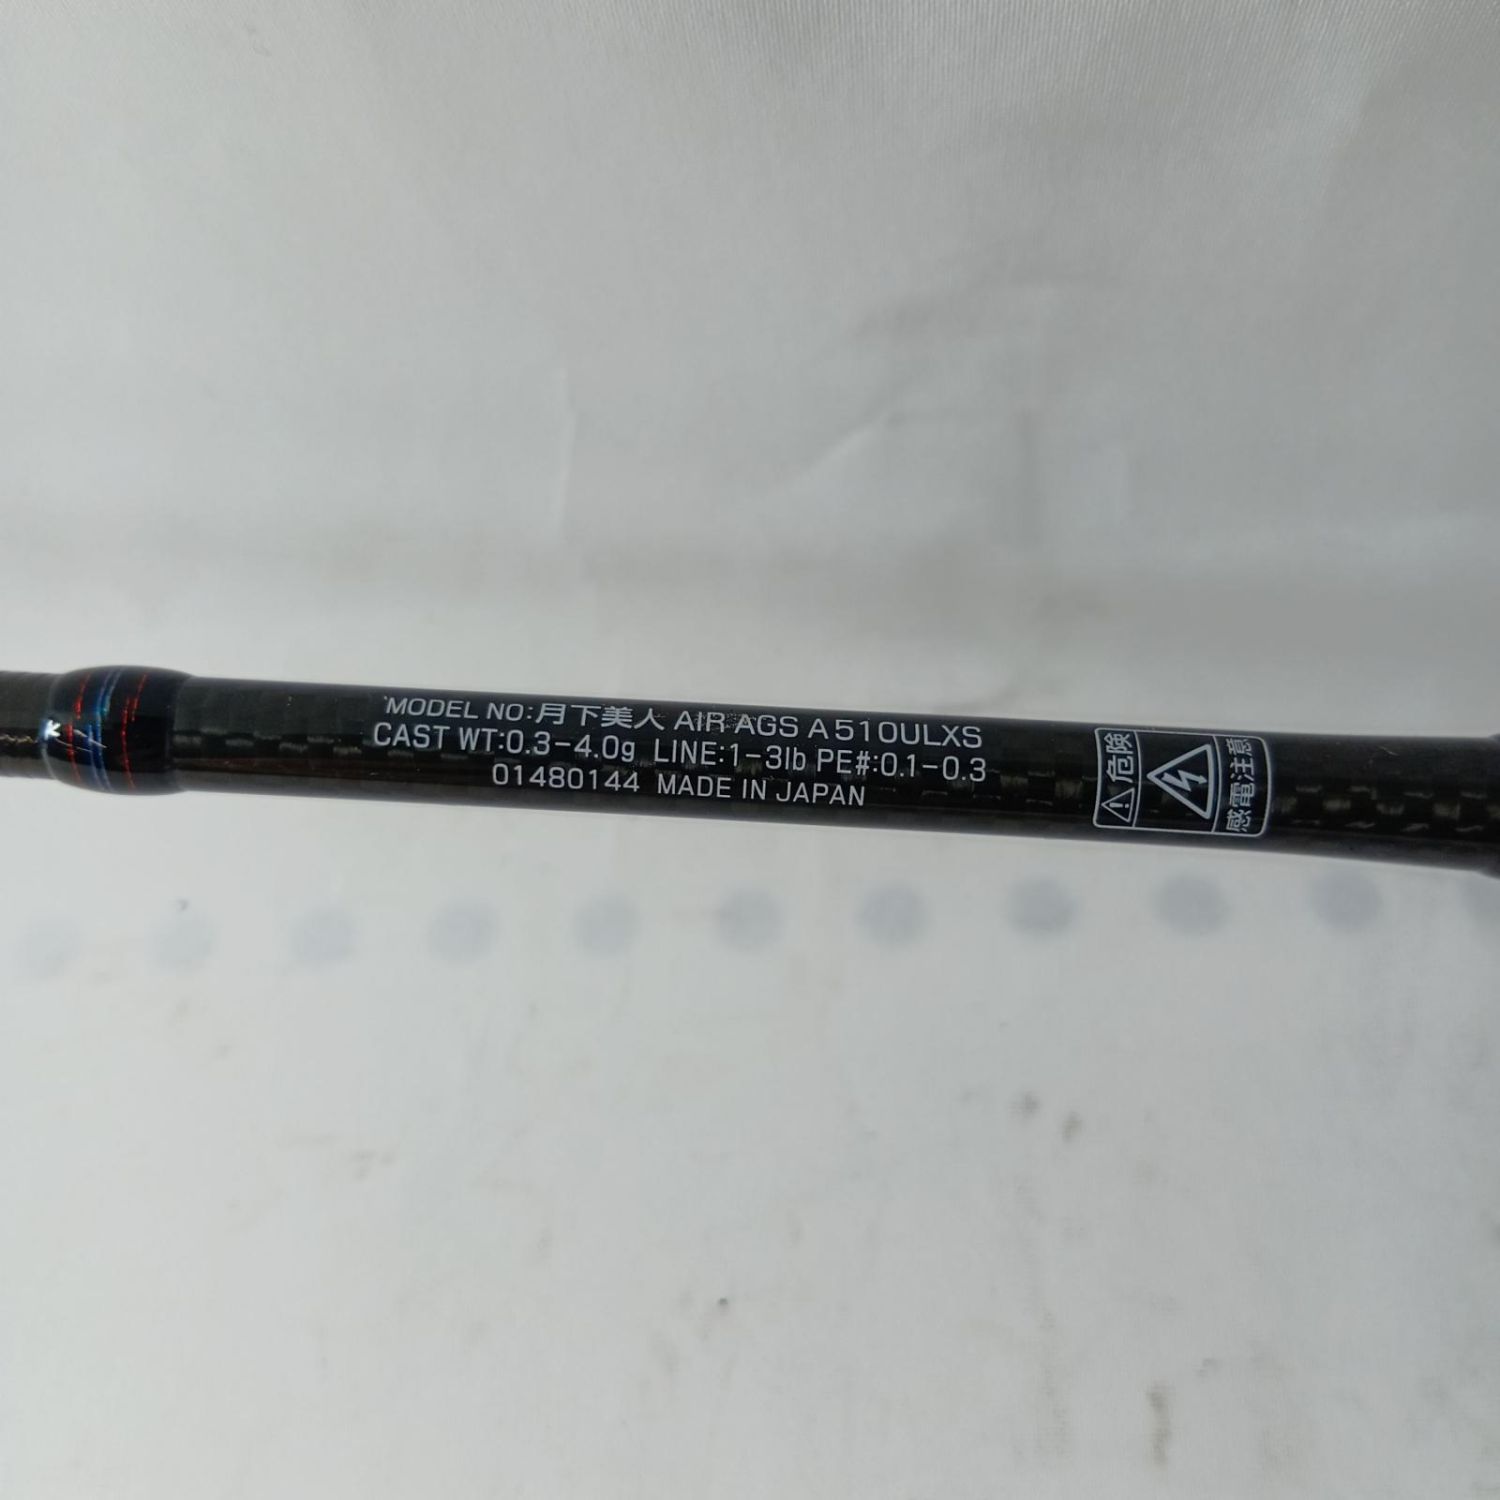 MODEL NO:月下美人 AIR AGS A510ULXS
CAST WT:0.3-4.0g LINE:1-3lb PE#:0.1-0.3
01480144 MADE IN JAPAN
危険
感電注意